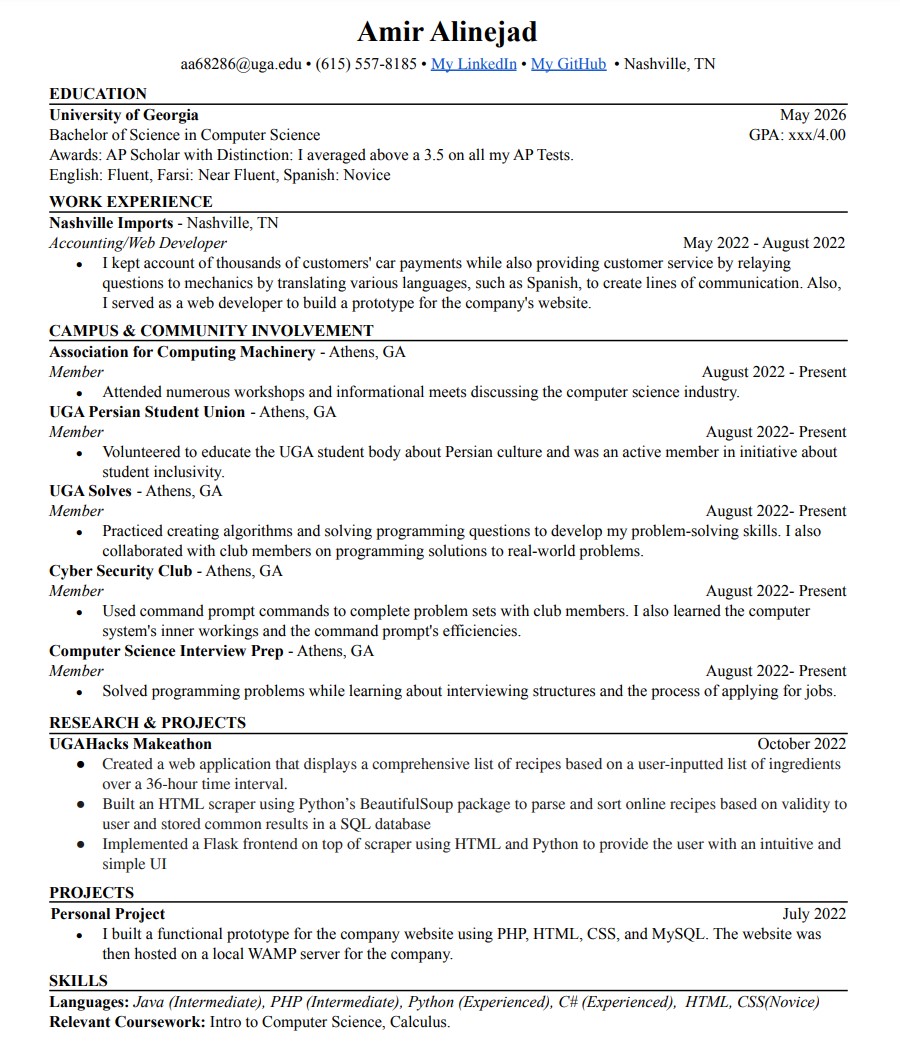 Amir Alinejad
aa68286@uga.edu • (615) 557-8185 • My LinkedIn • My GitHub • Nashville, TN
EDUCATION
University of Georgia May 2026
Bachelor of Science in Computer Science GPA: xxx/4.00
Awards: AP Scholar with Distinction: I averaged above a 3.5 on all my AP Tests.
English: Fluent, Farsi: Near Fluent, Spanish: Novice
WORK EXPERIENCE
Nashville Imports - Nashville, TN
Accounting/Web Developer May 2022 - August 2022
• I kept account of thousands of customers' car payments while also providing customer service by relaying
questions to mechanics by translating various languages, such as Spanish, to create lines of communication. Also,
I served as a web developer to build a prototype for the company's website.
CAMPUS & COMMUNITY INVOLVEMENT
Association for Computing Machinery - Athens, GA
Member August 2022 - Present
• Attended numerous workshops and informational meets discussing the computer science industry.
UGA Persian Student Union - Athens, GA
Member August 2022- Present
• Volunteered to educate the UGA student body about Persian culture and was an active member in initiative about
student inclusivity.
UGA Solves - Athens, GA
Member August 2022- Present
• Practiced creating algorithms and solving programming questions to develop my problem-solving skills. I also
collaborated with club members on programming solutions to real-world problems.
Cyber Security Club - Athens, GA
Member August 2022- Present
• Used command prompt commands to complete problem sets with club members. I also learned the computer
system's inner workings and the command prompt's efficiencies.
Computer Science Interview Prep - Athens, GA
Member August 2022- Present
• Solved programming problems while learning about interviewing structures and the process of applying for jobs.
RESEARCH & PROJECTS
UGAHacks Makeathon October 2022
• Created a web application that displays a comprehensive list of recipes based on a user-inputted list of ingredients
over a 36-hour time interval.
• Built an HTML scraper using Python’s BeautifulSoup package to parse and sort online recipes based on validity to
user and stored common results in a SQL database
• Implemented a Flask frontend on top of scraper using HTML and Python to provide the user with an intuitive and
simple UI
PROJECTS
Personal Project July 2022
• I built a functional prototype for the company website using PHP, HTML, CSS, and MySQL. The website was
then hosted on a local WAMP server for the company.
SKILLS
Languages: Java (Intermediate), PHP (Intermediate), Python (Experienced), C# (Experienced), HTML, CSS(Novice)
Relevant Coursework: Intro to Computer Science, Calculus.